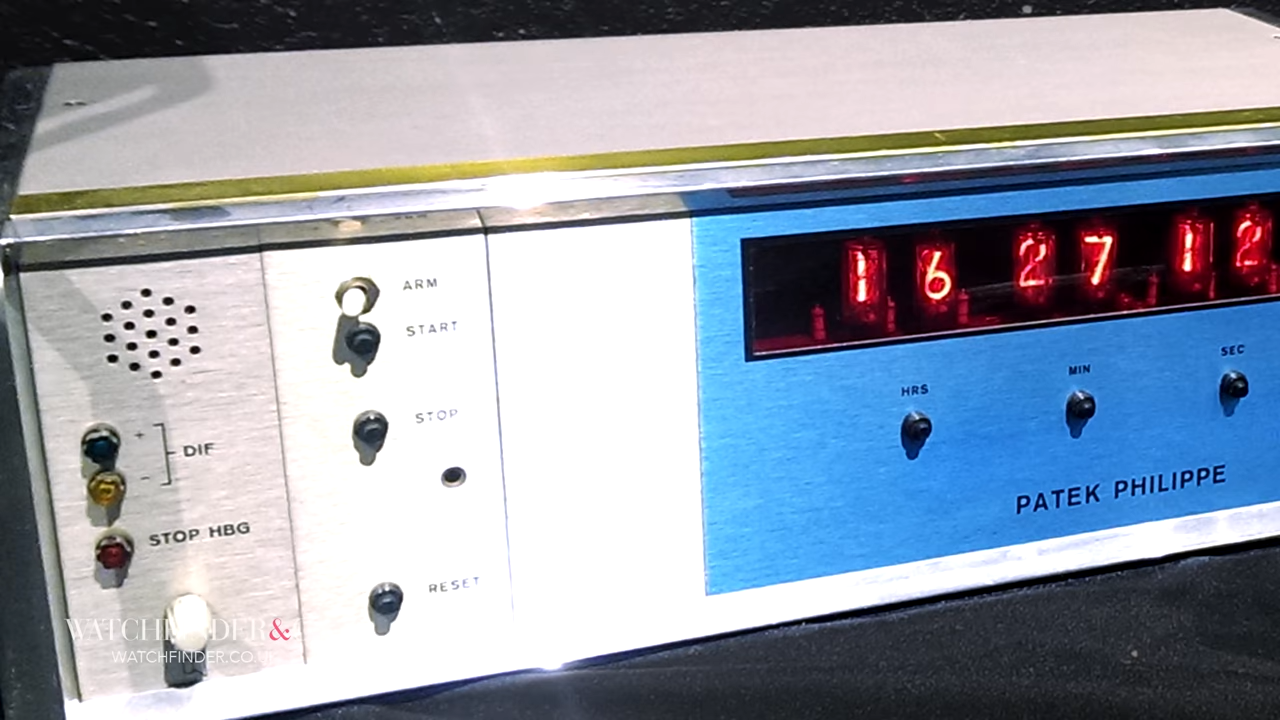 ARM
START
STOP
RESET
+
-
DIF
STOP HBG
16 27 12
HRS
MIN
SEC
PATEK PHILIPPE
WATCHFINDER&
WATCHFINDER.CO.UK